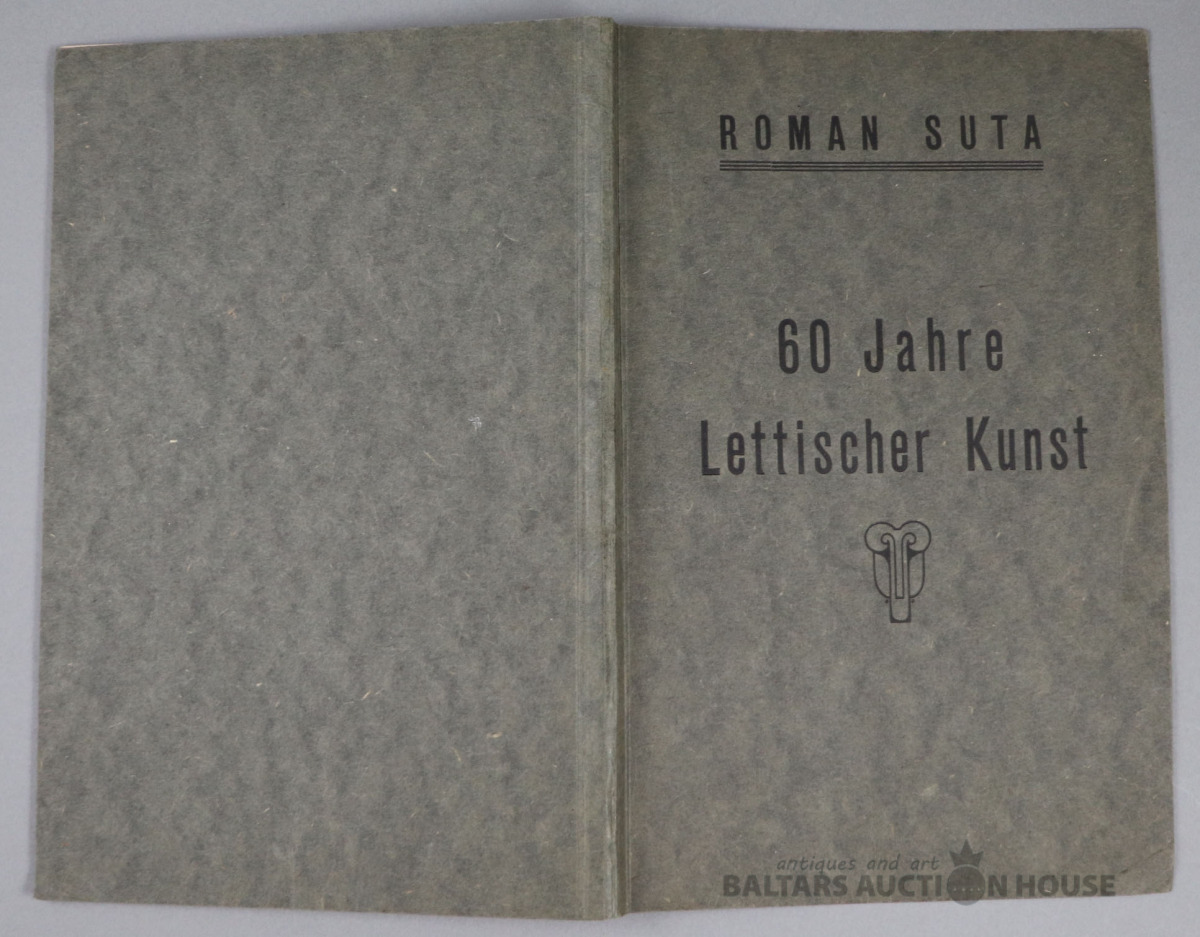 ROMAN SUTA
60 Jahre
Lettischer Kunst
antiques and art
BALTARS AUCTION HOUSE